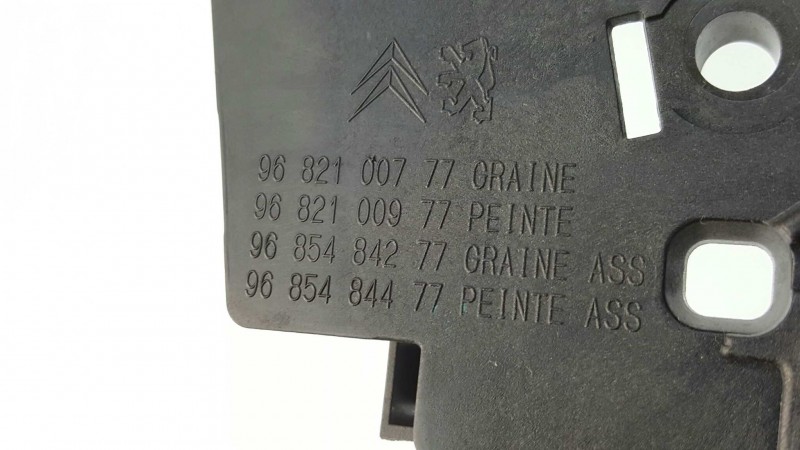 96 821 007 77 GRAINE
96 821 009 77 PEINTE
96 854 842 77 GRAINE ASS
96 854 844 77 PEINTE ASS